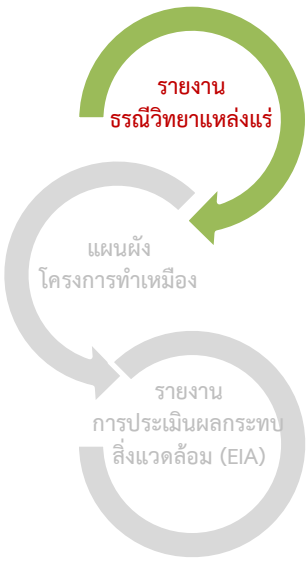 รายงาน
ธรณีวิทยาแหล่งแร่
แผนผัง
โครงการทำเหมือง
รายงาน
การประเมินผลกระทบ
สิ่งแวดล้อม (EIA)